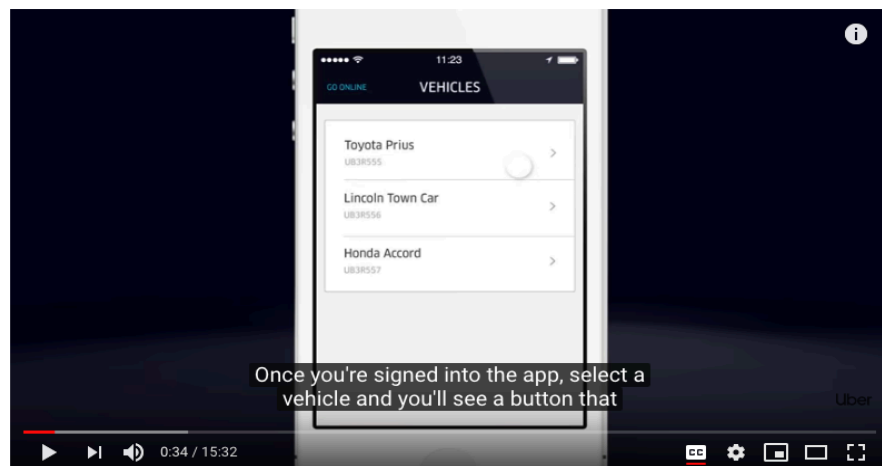 11:23
GO ONLINE
VEHICLES
Toyota Prius
UB3R555
Lincoln Town Car
UB3R556
Honda Accord
UB3R557
Once you're signed into the app, select a
vehicle and you'll see a button that
Uber
0:34 / 15:32
CC